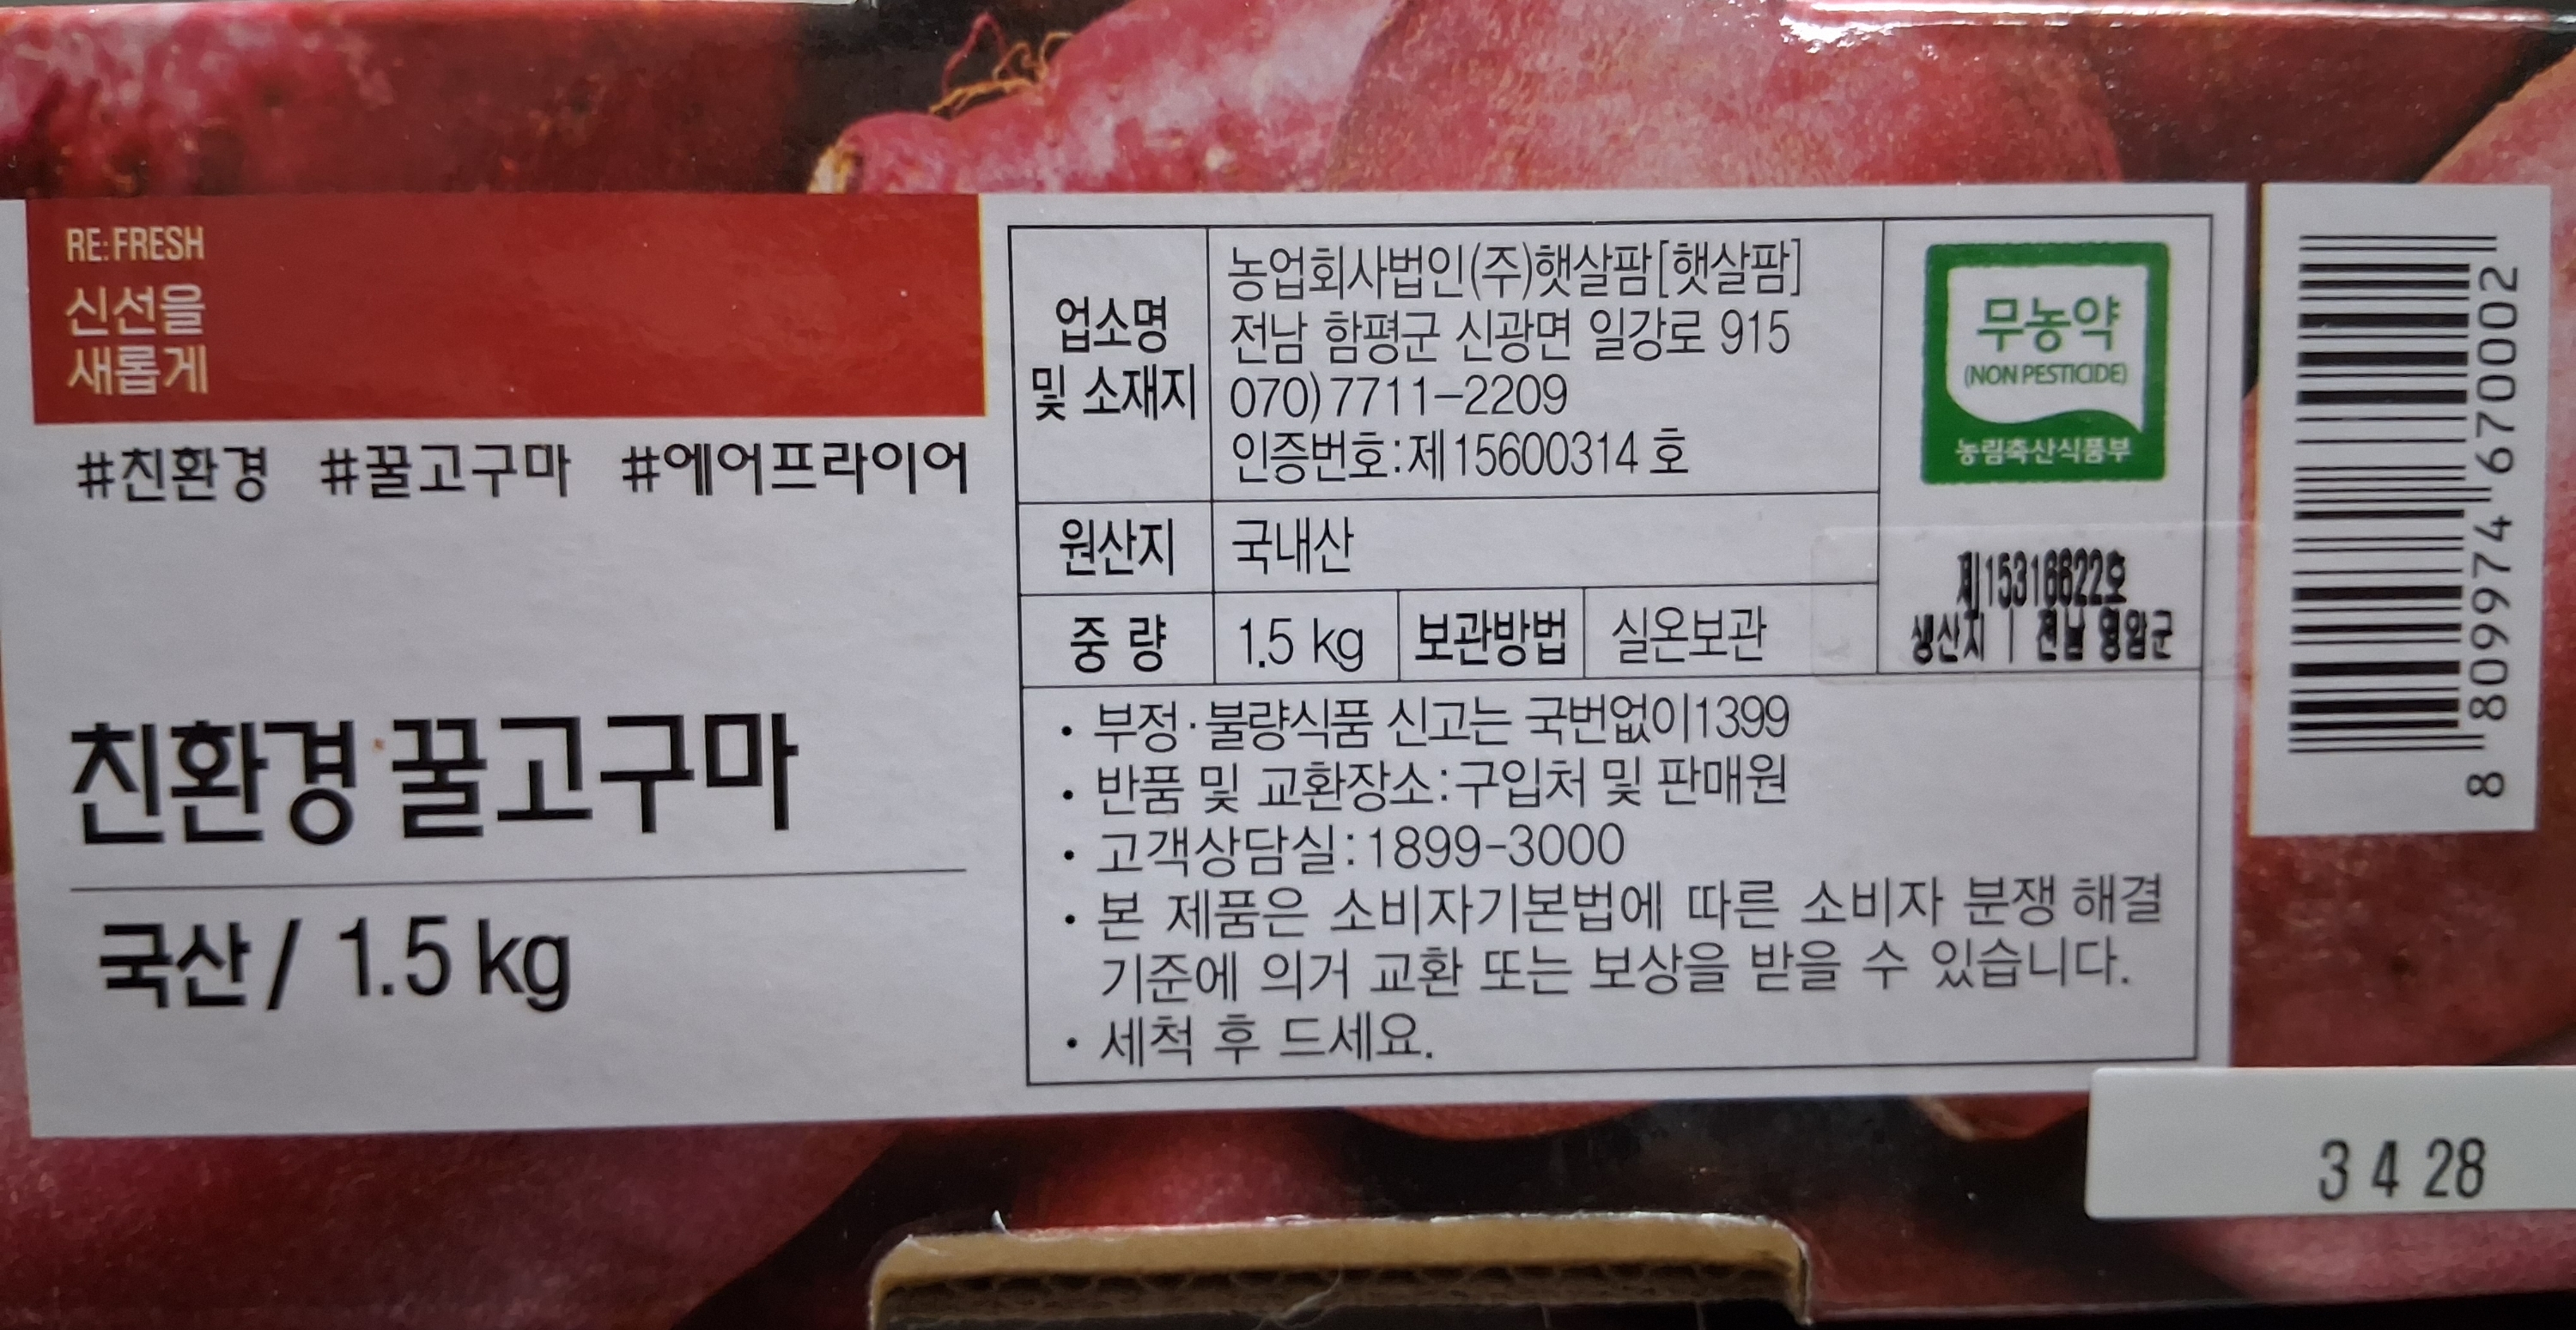 RE:FRESH
신선을
새롭게
#친환경 #꿀고구마 #에어프라이어
친환경 꿀고구마
국산 / 1.5 kg
업소명
및 소재지
농업회사법인(주)햇살팜[햇살팜]
전남 함평군 신광면 일강로 915
070)7711-2209
인증번호:제15600314호
원산지
국내산
중 량
1.5 kg
보관방법
실온보관
무농약
(NON PESTICIDE)
농림축산식품부
제15316622호
생산지 | 전남 영암군
• 부정·불량식품 신고는 국번없이1399
• 반품 및 교환장소:구입처 및 판매원
• 고객상담실:1899-3000
• 본 제품은 소비자기본법에 따른 소비자 분쟁 해결
기준에 의거 교환 또는 보상을 받을 수 있습니다.
• 세척 후 드세요.
8 809974 670002
3 4 28